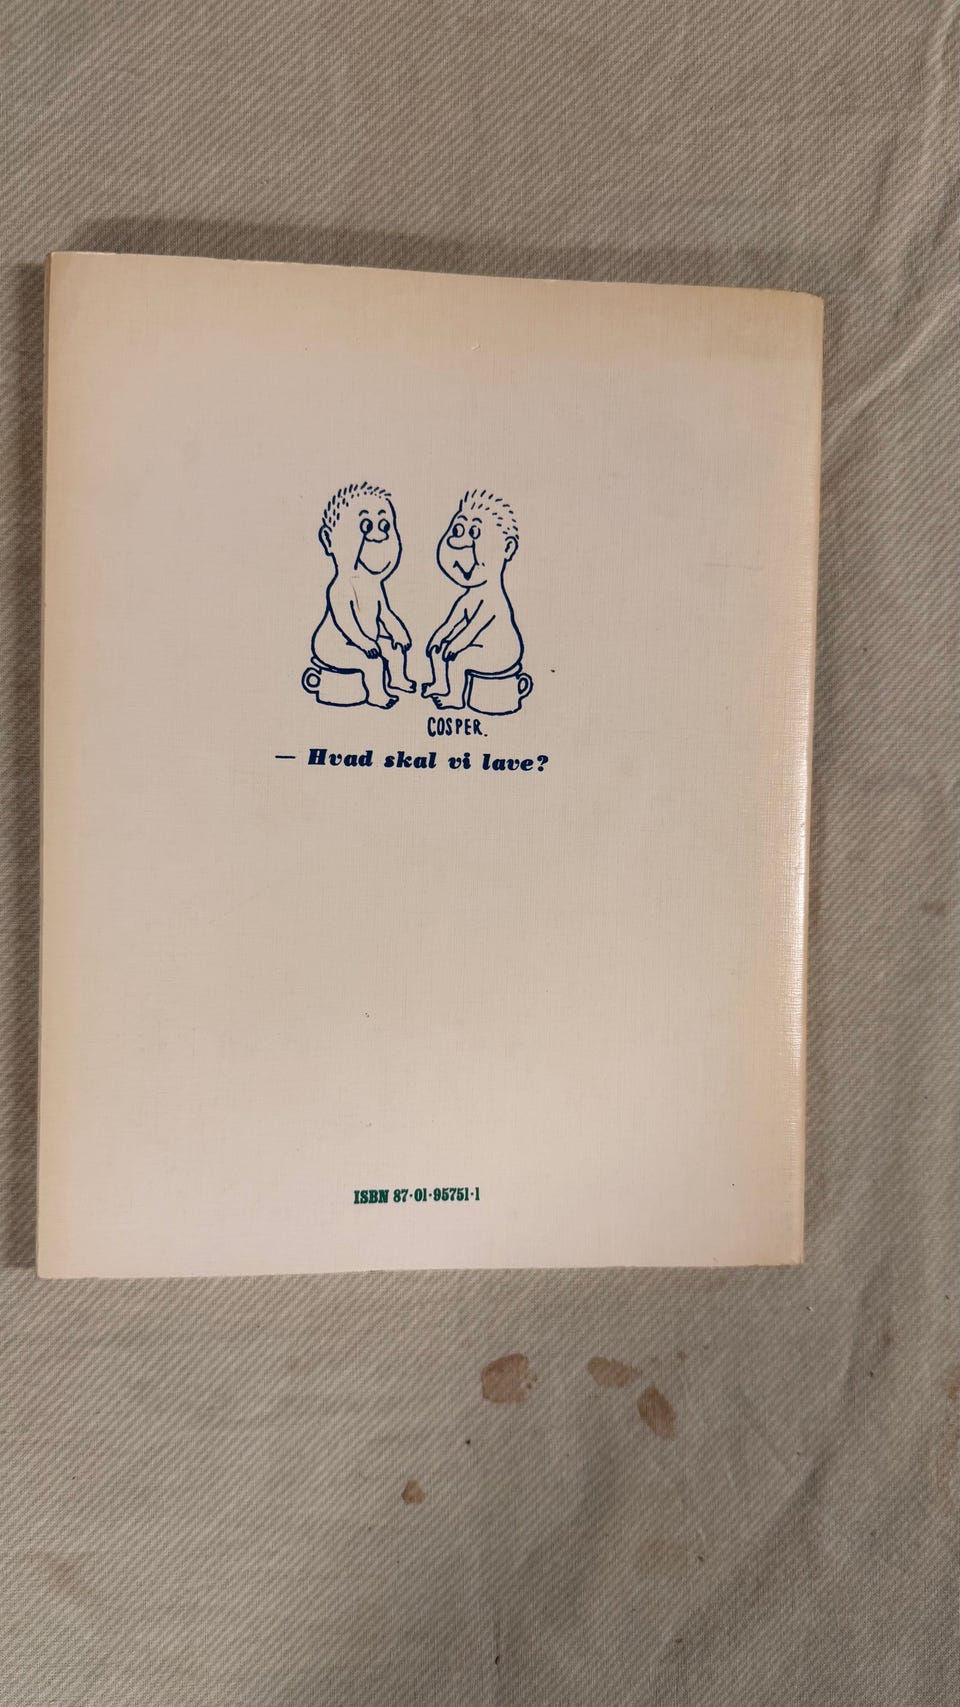 COSPER.
— Hvad skal vi lave?
ISBN 87·01·95751·1